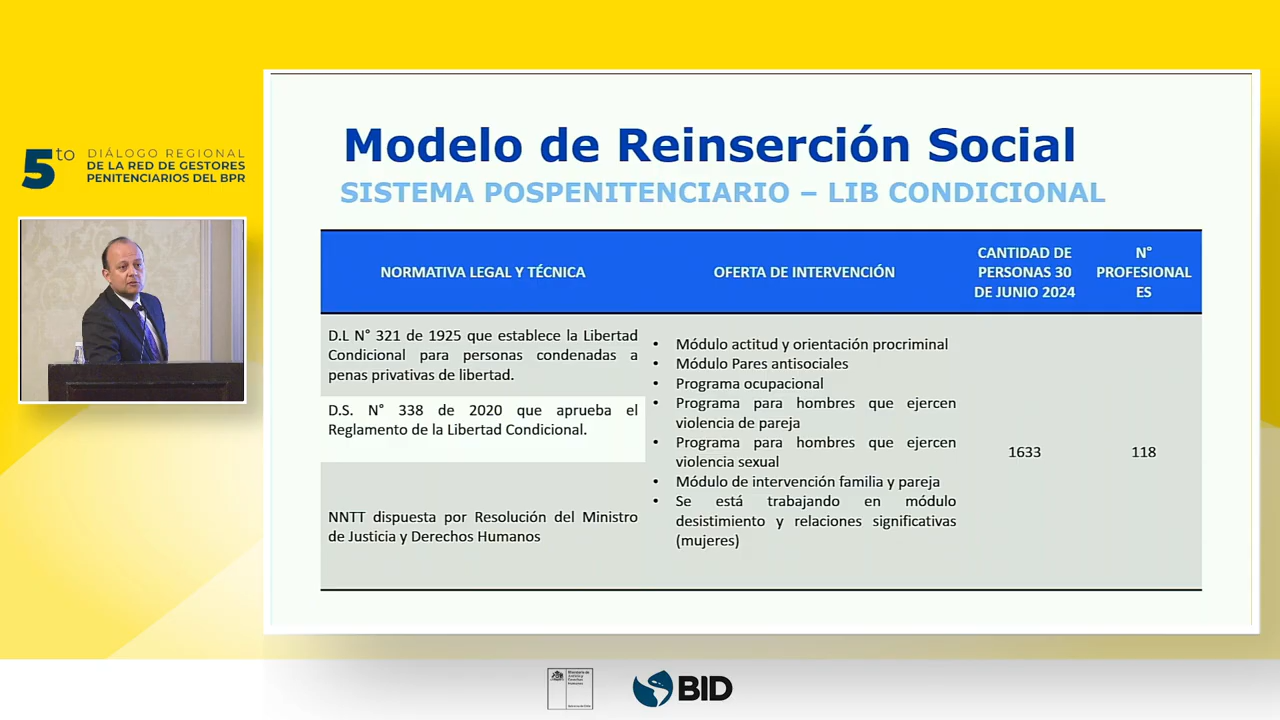 5to
DIÁLOGO REGIONAL
DE LA RED DE GESTORES
PENITENCIARIOS DEL BPR
Modelo de Reinserción Social
SISTEMA POSPENITENCIARIO – LIB CONDICIONAL
NORMATIVA LEGAL Y TÉCNICA
OFERTA DE INTERVENCIÓN
CANTIDAD DE
PERSONAS 30
DE JUNIO 2024
N°
PROFESIONAL
ES
D.L N° 321 de 1925 que establece la Libertad
Condicional para personas condenadas a
penas privativas de libertad.
D.S. N° 338 de 2020 que aprueba el
Reglamento de la Libertad Condicional.
NNTT dispuesta por Resolución del Ministro
de Justicia y Derechos Humanos
• Módulo actitud y orientación procriminal
• Módulo Pares antisociales
• Programa ocupacional
• Programa para hombres que ejercen
violencia de pareja
• Programa para hombres que ejercen
violencia sexual
• Módulo de intervención familia y pareja
• Se está trabajando en módulo
desistimiento y relaciones significativas
(mujeres)
1633
118
BID